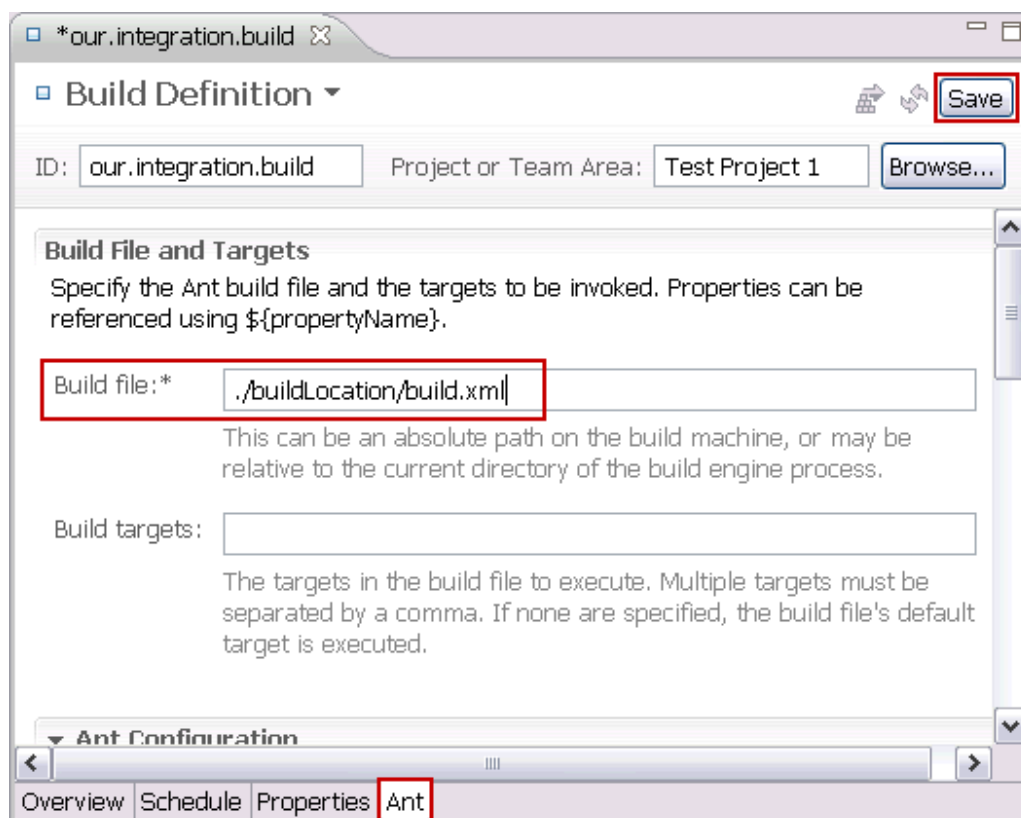 *our.integration.build
Build Definition
Save
ID: our.integration.build Project or Team Area: Test Project 1 Browse...
Build File and Targets
Specify the Ant build file and the targets to be invoked. Properties can be
referenced using ${propertyName}.
Build file:* ./buildLocation/build.xml
This can be an absolute path on the build machine, or may be
relative to the current directory of the build engine process.
Build targets:
The targets in the build file to execute. Multiple targets must be
separated by a comma. If none are specified, the build file's default
target is executed.
Ant Configuration
Overview Schedule Properties Ant